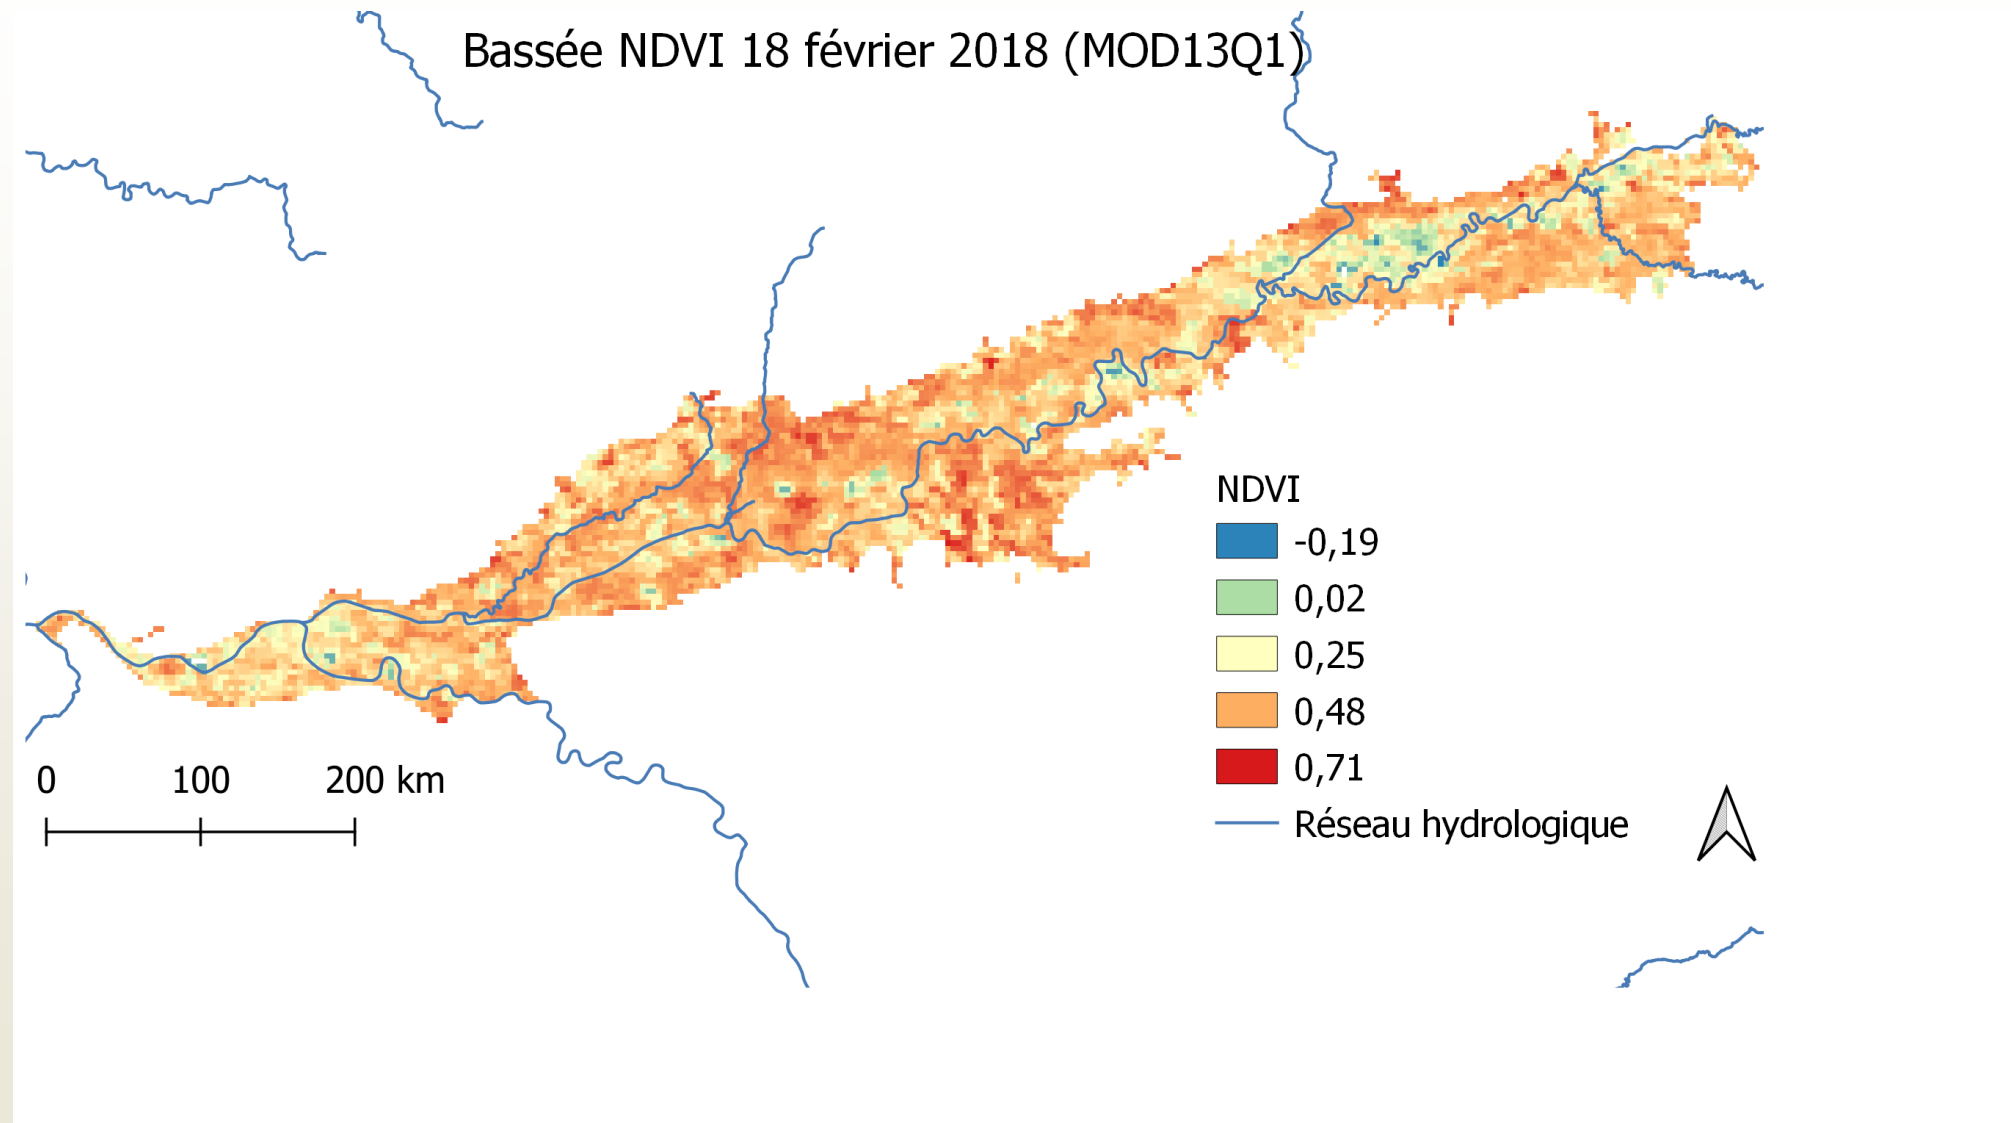 Bassée NDVI 18 février 2018 (MOD13Q1)
NDVI
-0,19
0,02
0,25
0,48
0,71
Réseau hydrologique
0 100 200 km